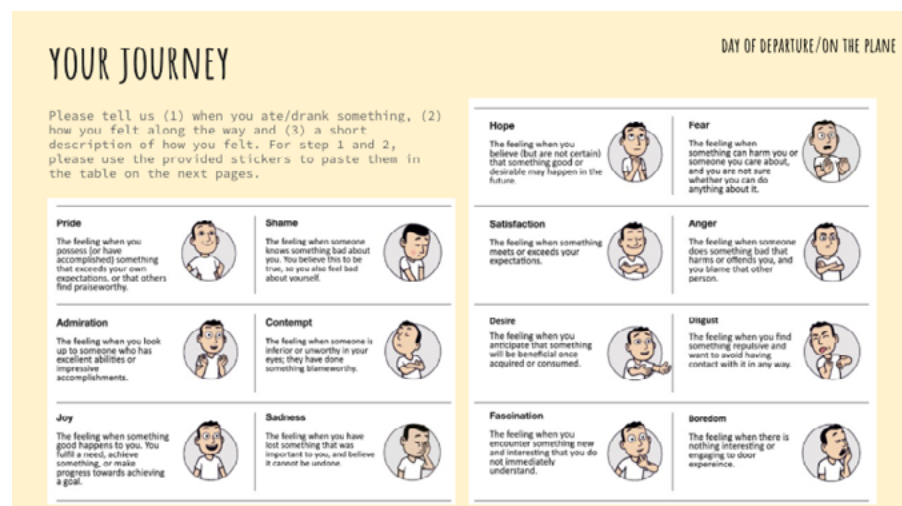 YOUR JOURNEY
DAY OF DEPARTURE/ON THE PLANE
Please tell us (1) when you ate/drank something, (2)
how you felt along the way and (3) a short
description of how you felt. For step 1 and 2,
please use the provided stickers to paste them in
the table on the next pages.
Pride
The feeling when you
possess (or have
accomplished) something
that exceeds your own
expectations, or that others
find praiseworthy.
Shame
The feeling when someone
knows something bad about
you. You believe this to be
true, so you also feel bad
about yourself.
Admiration
The feeling when you look
up to someone who has
excellent abilities or
impressive
accomplishments.
Contempt
The feeling when someone is
inferior or unworthy in your
eyes; they have done
something blameworthy.
Joy
The feeling when something
good happens to you. You
fulfil a need, achieve
something, or make
progress towards achieving
a goal.
Sadness
The feeling when you have
lost something that was
important to you, and believe
it cannot be undone.
Hope
The feeling when you
believe (but are not certain)
that something good or
desirable may happen in the
future.
Fear
The feeling when
something can harm you or
someone you care about,
and you are not sure
whether you can do
anything about it.
Satisfaction
The feeling when something
meets or exceeds your
expectations.
Anger
The feeling when someone
does something bad that
harms or offends you, and
you blame that other
person.
Desire
The feeling when you
anticipate that something
will be beneficial once
acquired or consumed.
Disgust
The feeling when you find
something repulsive and
want to avoid having
contact with it in any way.
Fascination
The feeling when you
encounter something new
and interesting that you do
not immediately
understand.
Boredom
The feeling when there is
nothing interesting or
engaging to door
expereince.